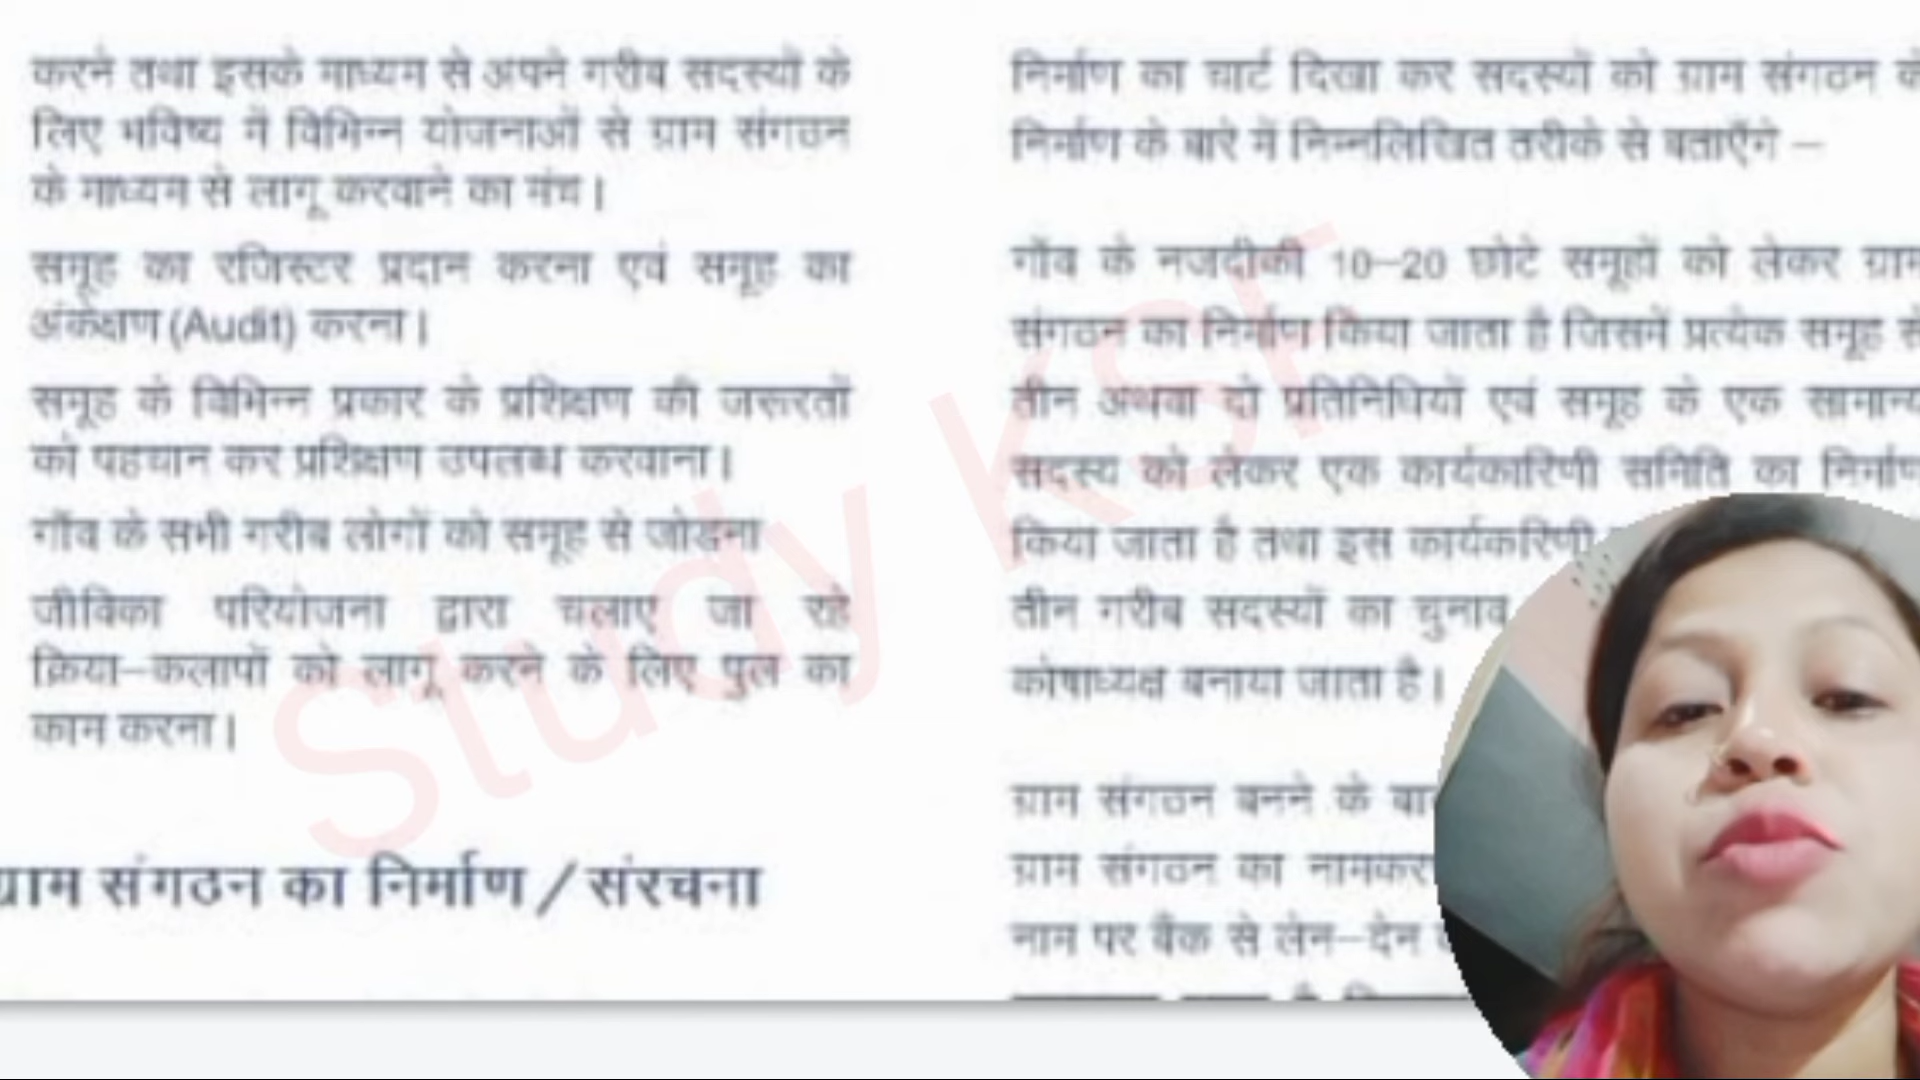 करने तथा इसके माध्यम से अपने गरीब सदस्यों के
लिए भविष्य में विभिन्न योजनाओं से ग्राम संगठन
के माध्यम से लागू करवाने का मंच।
समूह का रजिस्टर प्रदान करना एवं समूह का
अंकेक्षण (Audit) करना।
समूह के विभिन्न प्रकार के प्रशिक्षण की जरूरतों
को पहचान कर प्रशिक्षण उपलब्ध करवाना।
गाँव के सभी गरीब लोगों को समूह से जोडना
जीविका परियोजना द्वारा चलाए जा रहे
क्रिया–कलापों को लागू करने के लिए पुल का
काम करना।
ग्राम संगठन का निर्माण / संरचना
निर्माण का चार्ट दिखा कर सदस्यों को ग्राम संगठन के
निर्माण के बारे में निम्नलिखित तरीके से बताएँगे –
गाँव के नजदीकी 10–20 छोटे समूहों को लेकर ग्राम
संगठन का निर्माण किया जाता है जिसमें प्रत्येक समूह से
तीन अथवा दो प्रतिनिधियों एवं समूह के एक सामान्य
सदस्य को लेकर एक कार्यकारिणी समिति का निर्माण
किया जाता है तथा इस कार्यकरिणी
तीन गरीब सदस्यों का चुनाव
कोषाध्यक्ष बनाया जाता है।
ग्राम संगठन बनने के
ग्राम संगठन का
नाम पर बैंक से लेन–देन
Study KSF